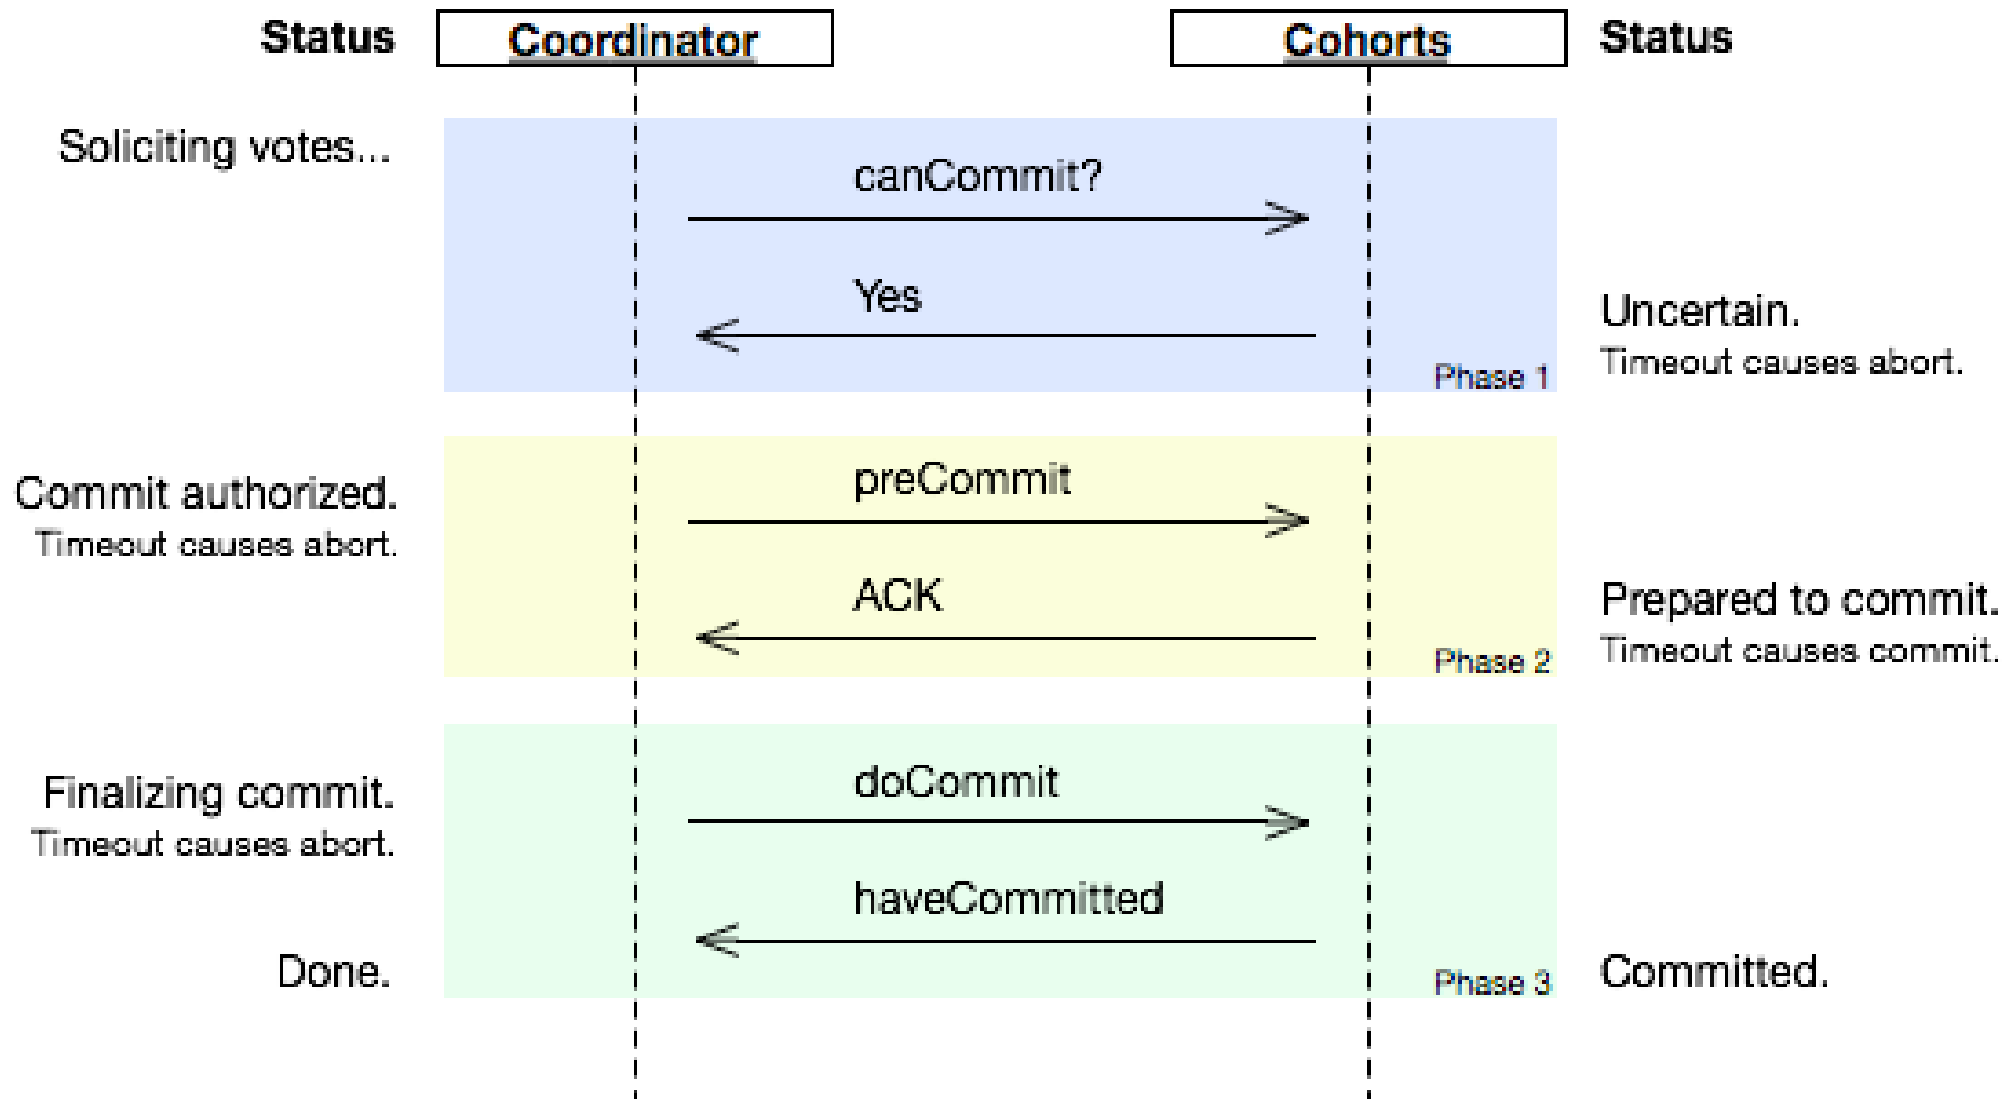 Status
Coordinator
Cohorts
Status
Soliciting votes...
canCommit?
Yes
Uncertain.
Timeout causes abort.
Phase 1
Commit authorized.
Timeout causes abort.
preCommit
ACK
Prepared to commit.
Timeout causes commit.
Phase 2
Finalizing commit.
Timeout causes abort.
doCommit
haveCommitted
Done.
Phase 3
Committed.